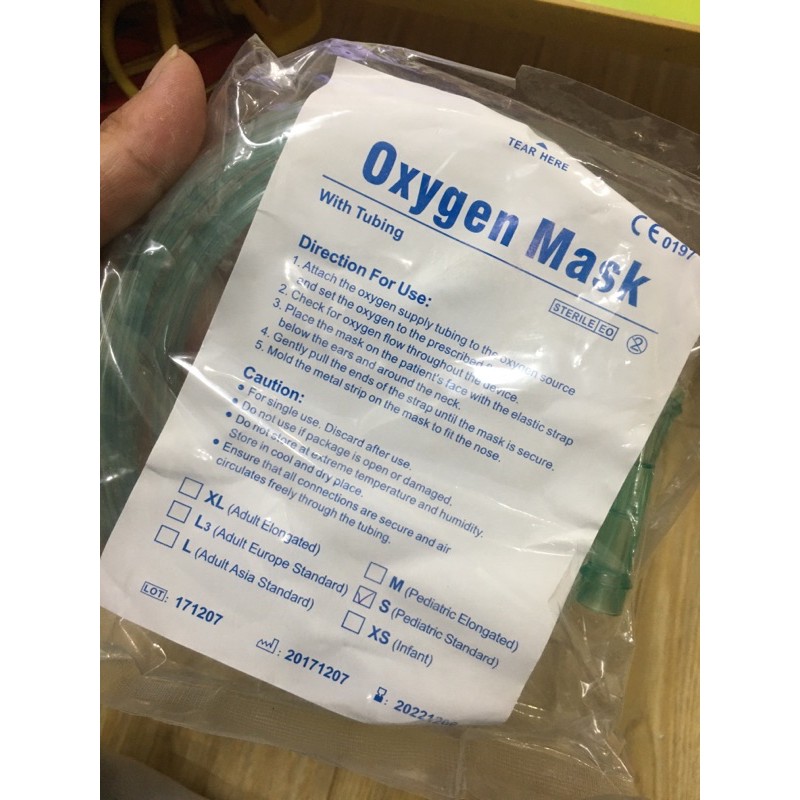 TEAR HERE
Oxygen Mask
With Tubing
CE 0197
STERILE EO
2
Direction For Use:
1. Attach the oxygen supply tubing to the oxygen source
and set the oxygen to the prescribed
2. Check for oxygen flow throughout the device.
3. Place the mask on the patient's face with the elastic strap
below the ears and around the neck.
4. Gently pull the ends of the strap until the mask is secure.
5. Mold the metal strip on the mask to fit the nose.
Caution:
• For single use. Discard after use.
• Do not use if package is open or damaged.
• Do not store at extreme temperature and humidity.
Store in cool and dry place.
• Ensure that all connections are secure and air
circulates freely through the tubing.
XL (Adult Elongated)
L3 (Adult Europe Standard)
L (Adult Asia Standard)
M (Pediatric Elongated)
S (Pediatric Standard)
XS (Infant)
LOT: 171207
: 20171207